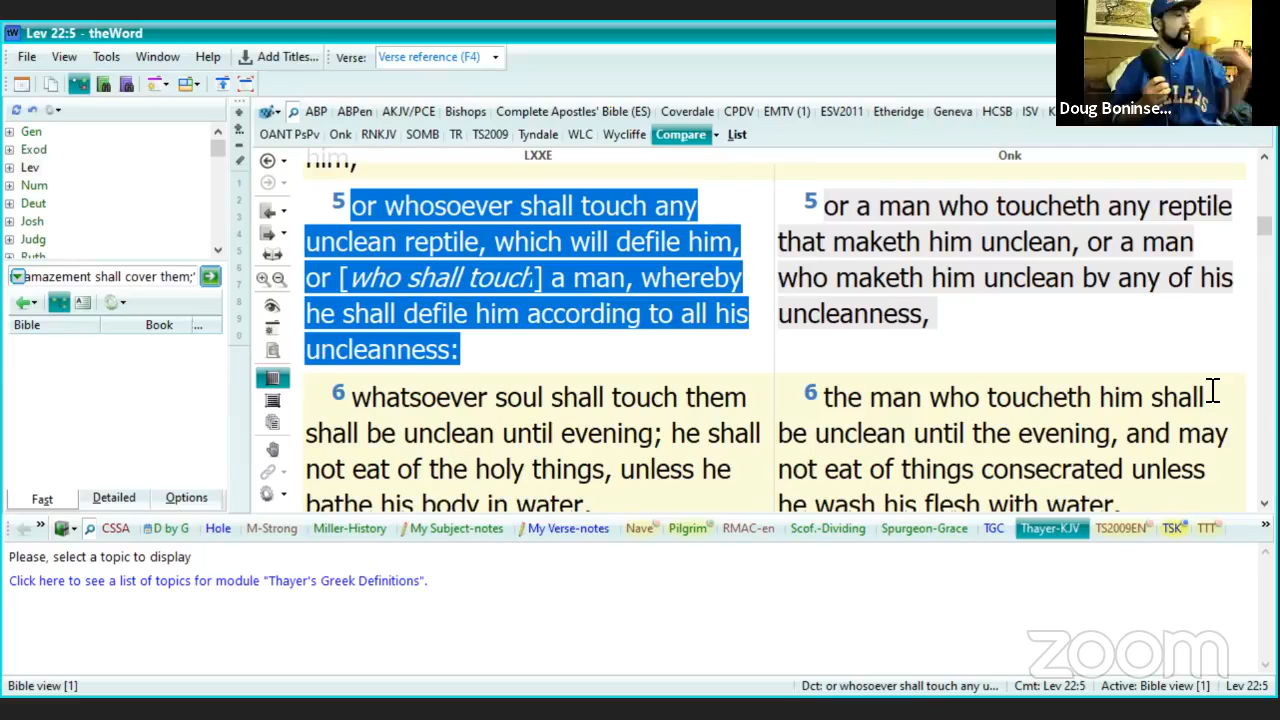 Lev 22:5 - theWord
File View Tools Window Help Add Titles... Verse: Verse reference (F4)
Gen
Exod
Lev
Num
Deut
Josh
Judg
Ruth
amazement shall cover them;'
Bible Book ...
Fast Detailed Options
ABP ABPen AKJV/PCE Bishops Complete Apostles' Bible (ES) Coverdale CPDV EMTV (1) ESV2011 Etheridge Geneva HCSB ISV
OANT PsPv Onk RNKJV SOMB TR TS2009 Tyndale WLC Wycliffe Compare List
LXXE Onk
him,
5 or whosoever shall touch any
unclean reptile, which will defile him,
or [who shall touch] a man, whereby
he shall defile him according to all his
uncleanness:
6 whatsoever soul shall touch them
shall be unclean until evening; he shall
not eat of the holy things, unless he
bathe his body in water.
5 or a man who toucheth any reptile
that maketh him unclean, or a man
who maketh him unclean by any of his
uncleanness,
6 the man who toucheth him shall
be unclean until the evening, and may
not eat of things consecrated unless
he wash his flesh with water.
Doug Boninse...
CSSA D by G Hole M-Strong Miller-History My Subject-notes My Verse-notes Nave Pilgrim RMAC-en Scof.-Dividing Spurgeon-Grace TGC Thayer-KJV TS2009EN TSK TTT
Please, select a topic to display
Click here to see a list of topics for module "Thayer's Greek Definitions".
zoom
Bible view [1] Dct: or whosoever shall touch any u... Cmt: Lev 22:5 Active: Bible view [1] Lev 22:5